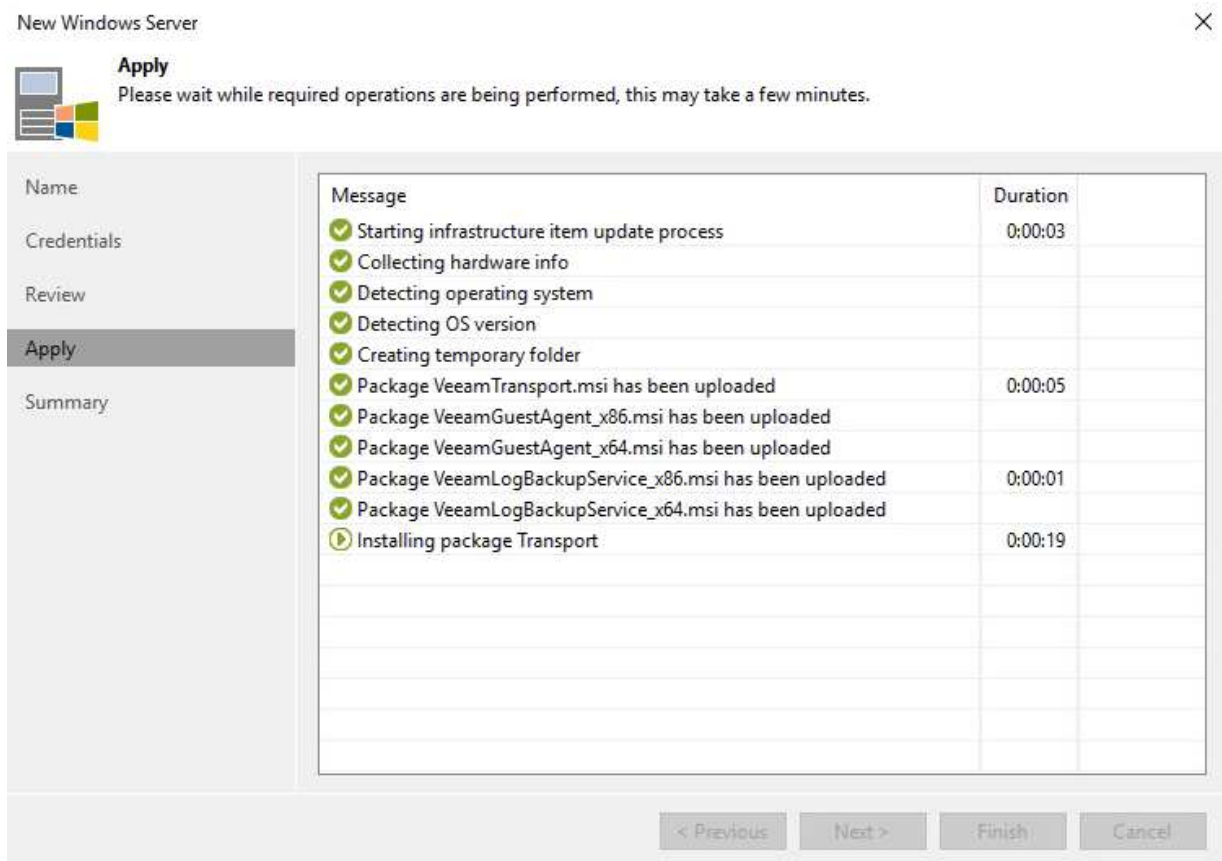 New Windows Server
Apply
Please wait while required operations are being performed, this may take a few minutes.
Name
Credentials
Review
Apply
Summary
Message Duration
Starting infrastructure item update process 0:00:03
Collecting hardware info
Detecting operating system
Detecting OS version
Creating temporary folder
Package VeeamTransport.msi has been uploaded 0:00:05
Package VeeamGuestAgent_x86.msi has been uploaded
Package VeeamGuestAgent_x64.msi has been uploaded
Package VeeamLogBackupService_x86.msi has been uploaded 0:00:01
Package VeeamLogBackupService_x64.msi has been uploaded
Installing package Transport 0:00:19
< Previous Next > Finish Cancel